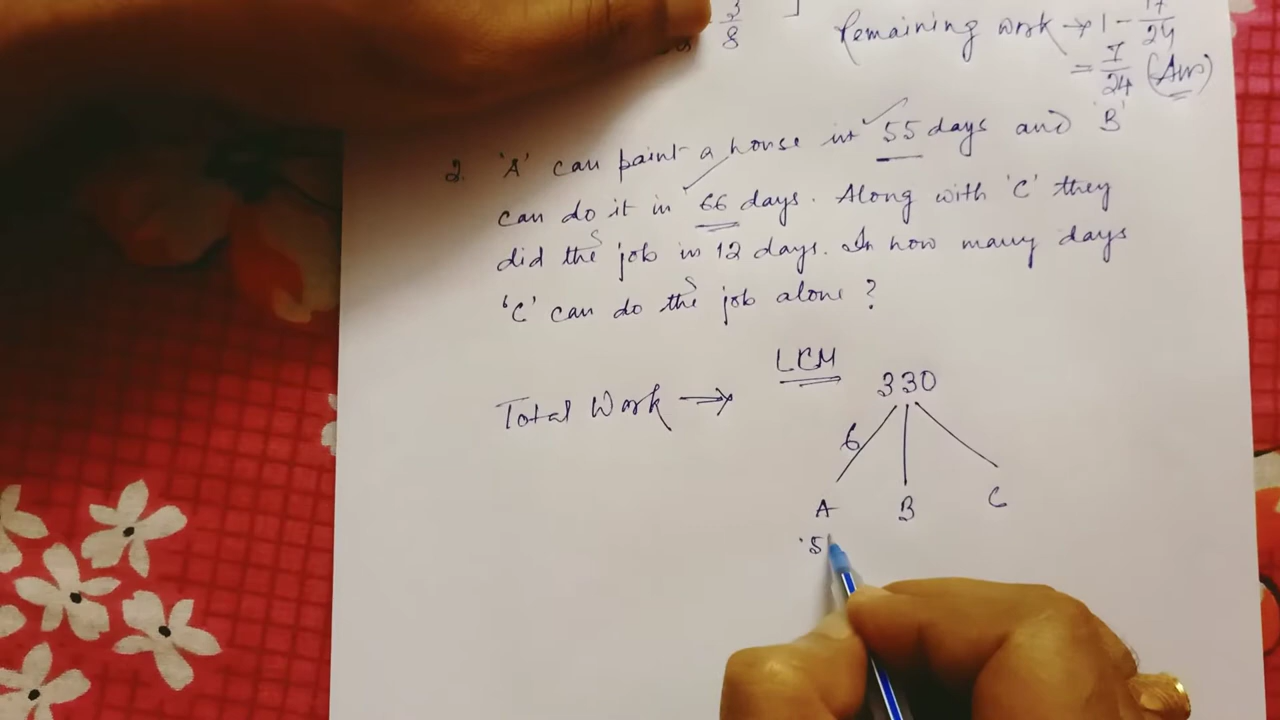 3/8 ]
Remaining work → 1 - 17/24
= 7/24 (Ans)
2. 'A' can paint a house in 55 days and 'B'
can do it in 66 days. Along with 'C' they
did the job in 12 days. In how many days
'C' can do the job alone ?
LCM
Total Work → 330
6
A B C
5